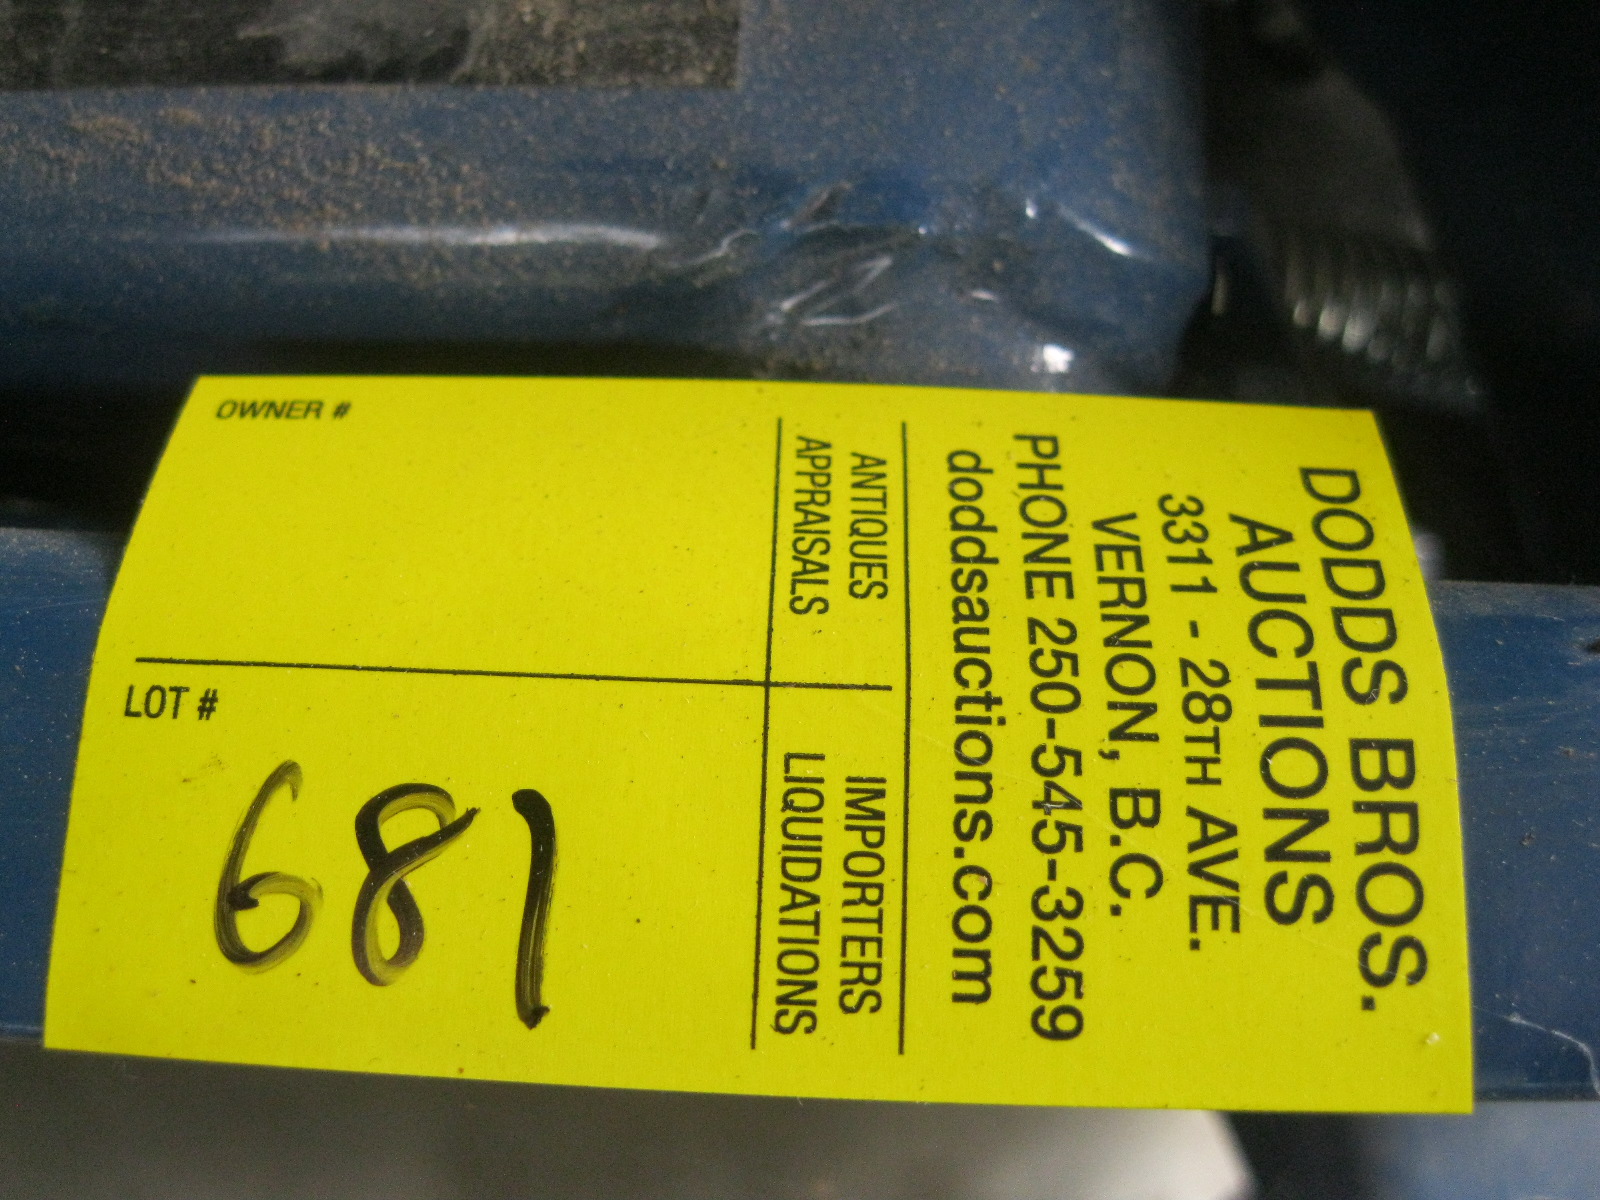 DODDS BROS.
AUCTIONS
3311 - 28TH AVE.
VERNON, B.C.
PHONE 250-545-3259
doddsauctions.com
ANTIQUES
APPRAISALS
IMPORTERS
LIQUIDATIONS
OWNER #
LOT #
681